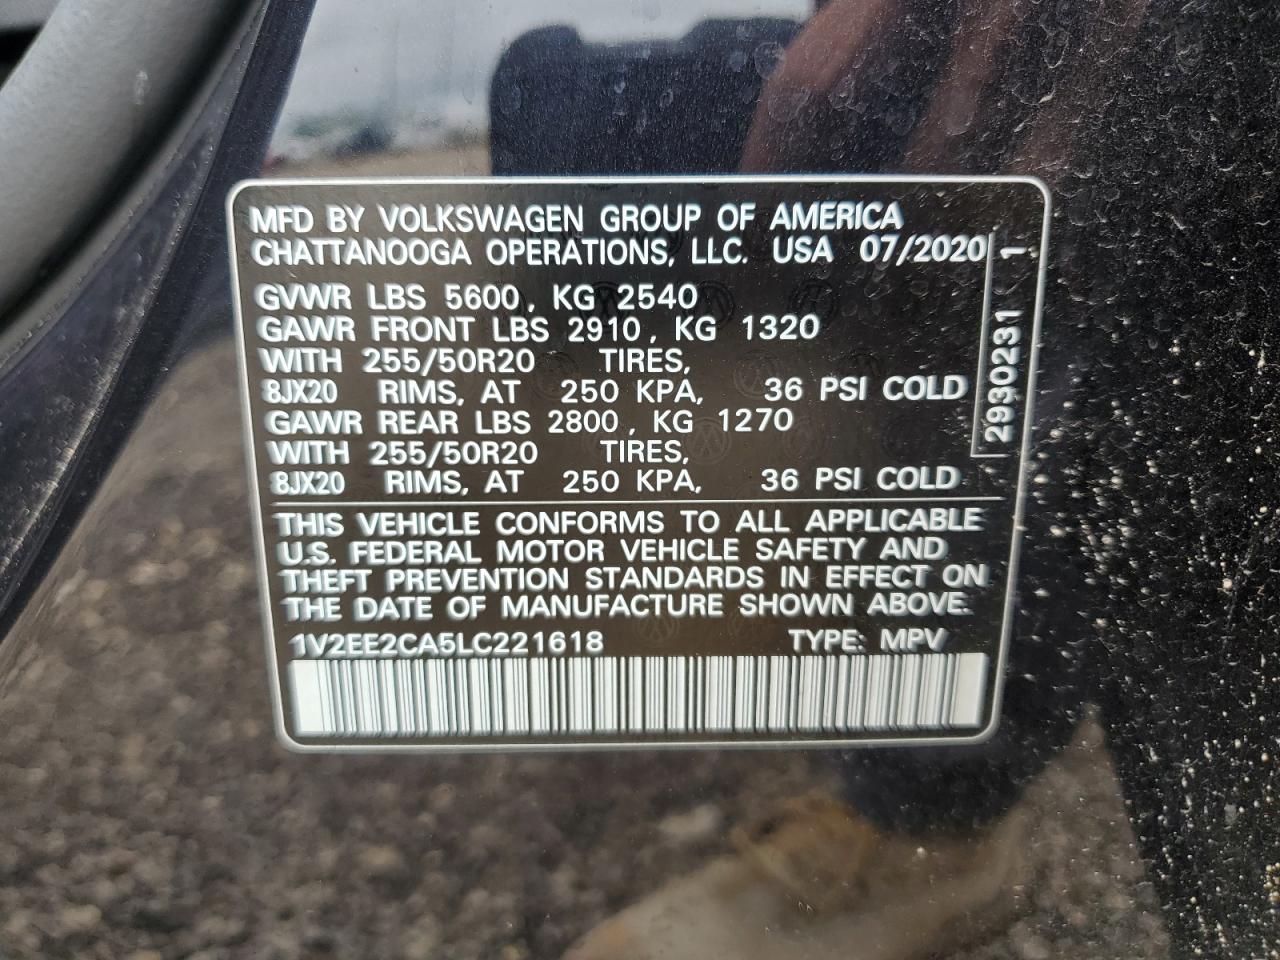 MFD BY VOLKSWAGEN GROUP OF AMERICA
CHATTANOOGA OPERATIONS, LLC. USA 07/2020
GVWR LBS 5600, KG 2540
GAWR FRONT LBS 2910, KG 1320
WITH 255/50R20 TIRES,
8JX20 RIMS, AT 250 KPA, 36 PSI COLD
GAWR REAR LBS 2800, KG 1270
WITH 255/50R20 TIRES,
8JX20 RIMS, AT 250 KPA, 36 PSI COLD
2930231 1
THIS VEHICLE CONFORMS TO ALL APPLICABLE
U.S. FEDERAL MOTOR VEHICLE SAFETY AND
THEFT PREVENTION STANDARDS IN EFFECT ON
THE DATE OF MANUFACTURE SHOWN ABOVE.
1V2EE2CA5LC221618 TYPE: MPV